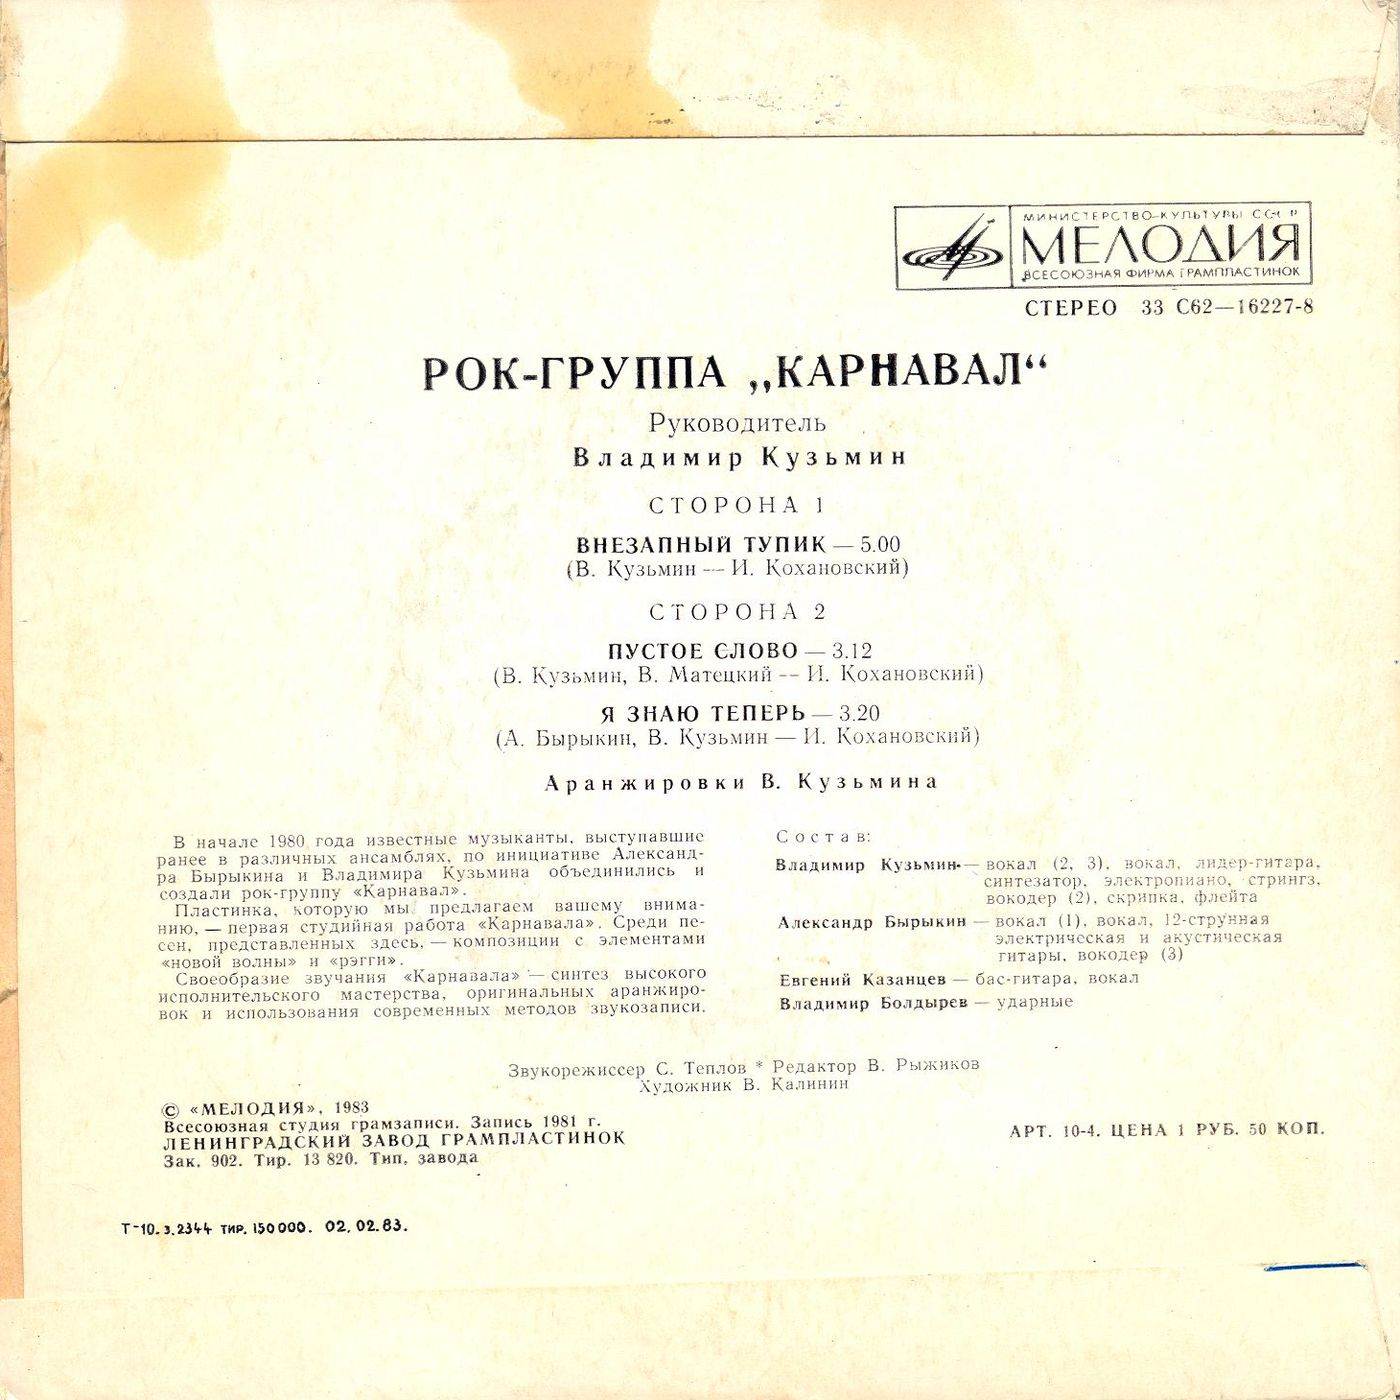 МИНИСТЕРСТВО КУЛЬТУРЫ
МЕЛОДИЯ
ВСЕСОЮЗНАЯ ФИРМА ГРАМПЛАСТИНОК
СТЕРЕО 33 С62—16227-8
РОК-ГРУППА „КАРНАВАЛ“
Руководитель
Владимир Кузьмин
СТОРОНА 1
ВНЕЗАПНЫЙ ТУПИК — 5.00
(В. Кузьмин — И. Кохановский)
СТОРОНА 2
ПУСТОЕ СЛОВО — 3.12
(В. Кузьмин, В. Матецкий — И. Кохановский)
Я ЗНАЮ ТЕПЕРЬ — 3.20
(А. Бырыкин, В. Кузьмин — И. Кохановский)
Аранжировки В. Кузьмина
В начале 1980 года известные музыканты, выступавшие
ранее в различных ансамблях, по инициативе Александ-
ра Бырыкина и Владимира Кузьмина объединились и
создали рок-группу «Карнавал».
Пластинка, которую мы предлагаем вашему внима-
нию, — первая студийная работа «Карнавала». Среди пе-
сен, представленных здесь, — композиции с элементами
«новой волны» и «рэгги».
Своеобразие звучания «Карнавала» — синтез высокого
исполнительского мастерства, оригинальных аранжиро-
вок и использования современных методов звукозаписи.
Состав:
Владимир Кузьмин — вокал (2, 3), вокал, лидер-гитара,
синтезатор, электропиано, стрингз,
вокодер (2), скрипка, флейта
Александр Бырыкин — вокал (1), вокал, 12-струнная
электрическая и акустическая
гитары, вокодер (3)
Евгений Казанцев — бас-гитара, вокал
Владимир Болдырев — ударные
Звукорежиссер С. Теплов * Редактор В. Рыжиков
Художник В. Калинин
© «МЕЛОДИЯ», 1983
Всесоюзная студия грамзаписи. Запись 1981 г.
ЛЕНИНГРАДСКИЙ ЗАВОД ГРАМПЛАСТИНОК
Зак. 902. Тир. 13 820. Тип. завода
АРТ. 10-4. ЦЕНА 1 РУБ. 50 КОП.
Т-10. з.2344 тир. 150000. 02.02.83.